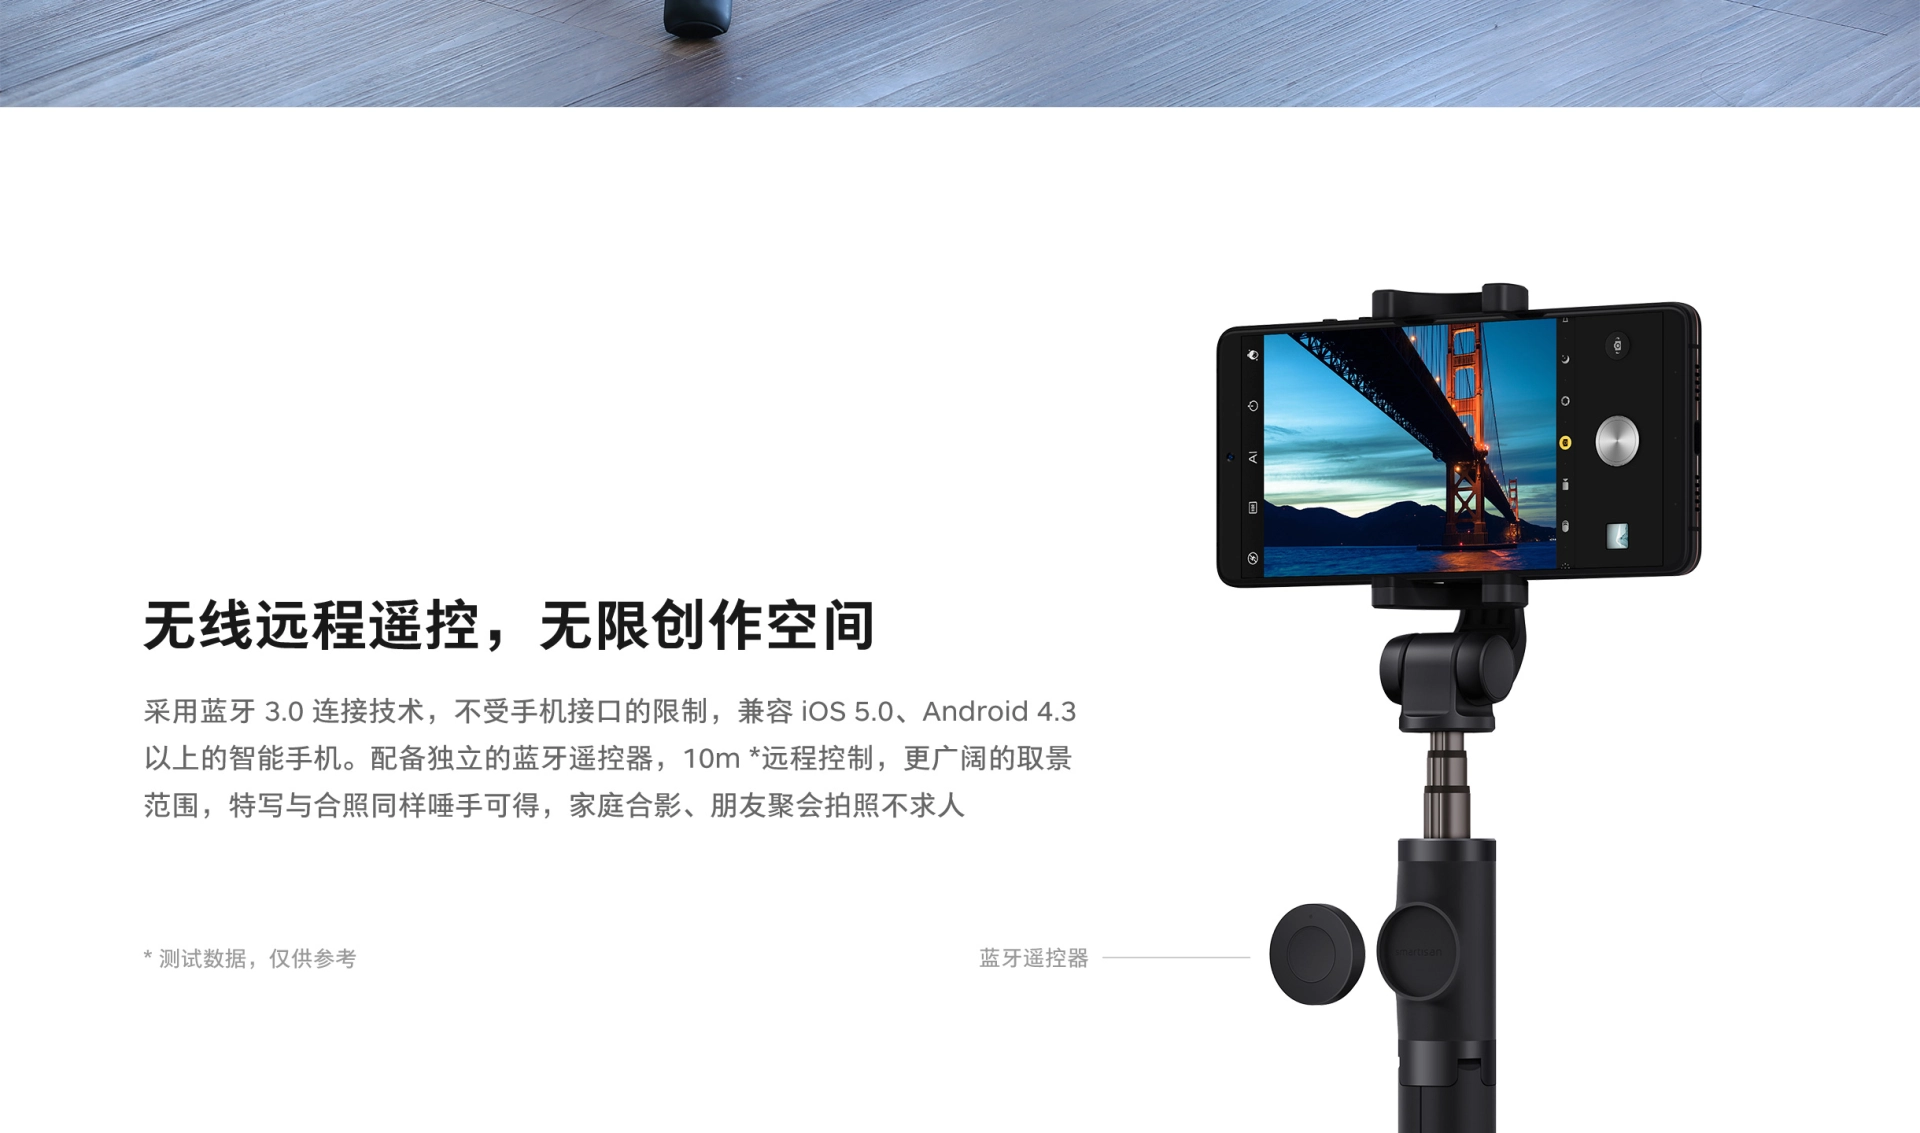 无线远程遥控，无限创作空间
采用蓝牙 3.0 连接技术，不受手机接口的限制，兼容 iOS 5.0、Android 4.3
以上的智能手机。配备独立的蓝牙遥控器，10m *远程控制，更广阔的取景
范围，特写与合照同样唾手可得，家庭合影、朋友聚会拍照不求人
* 测试数据，仅供参考
蓝牙遥控器
AI